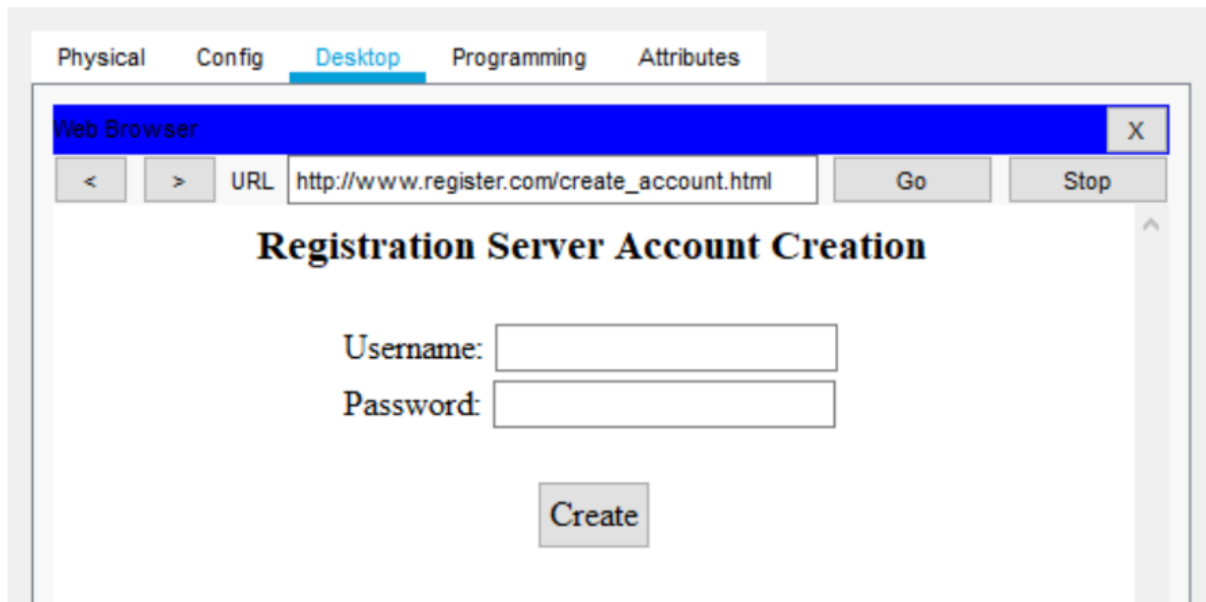 Physical Config Desktop Programming Attributes
Web Browser X
< > URL http://www.register.com/create_account.html Go Stop
Registration Server Account Creation
Username:
Password:
Create